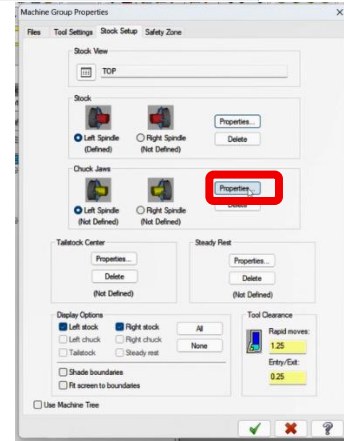 Machine Group Properties
Files Tool Settings Stock Setup Safety Zone
Stock View
TOP
Stock
Properties...
Left Spindle Right Spindle Delete
(Defined) (Not Defined)
Chuck Jaws
Properties...
Left Spindle Right Spindle Delete
(Not Defined) (Not Defined)
Tailstock Center Steady Rest
Properties... Properties...
Delete Delete
(Not Defined) (Not Defined)
Display Options Tool Clearance
Left stock Right stock All Rapid moves:
Left chuck Right chuck None 1.25
Tailstock Steady rest Entry/Exit:
Shade boundaries 0.25
Fit screen to boundaries
Use Machine Tree